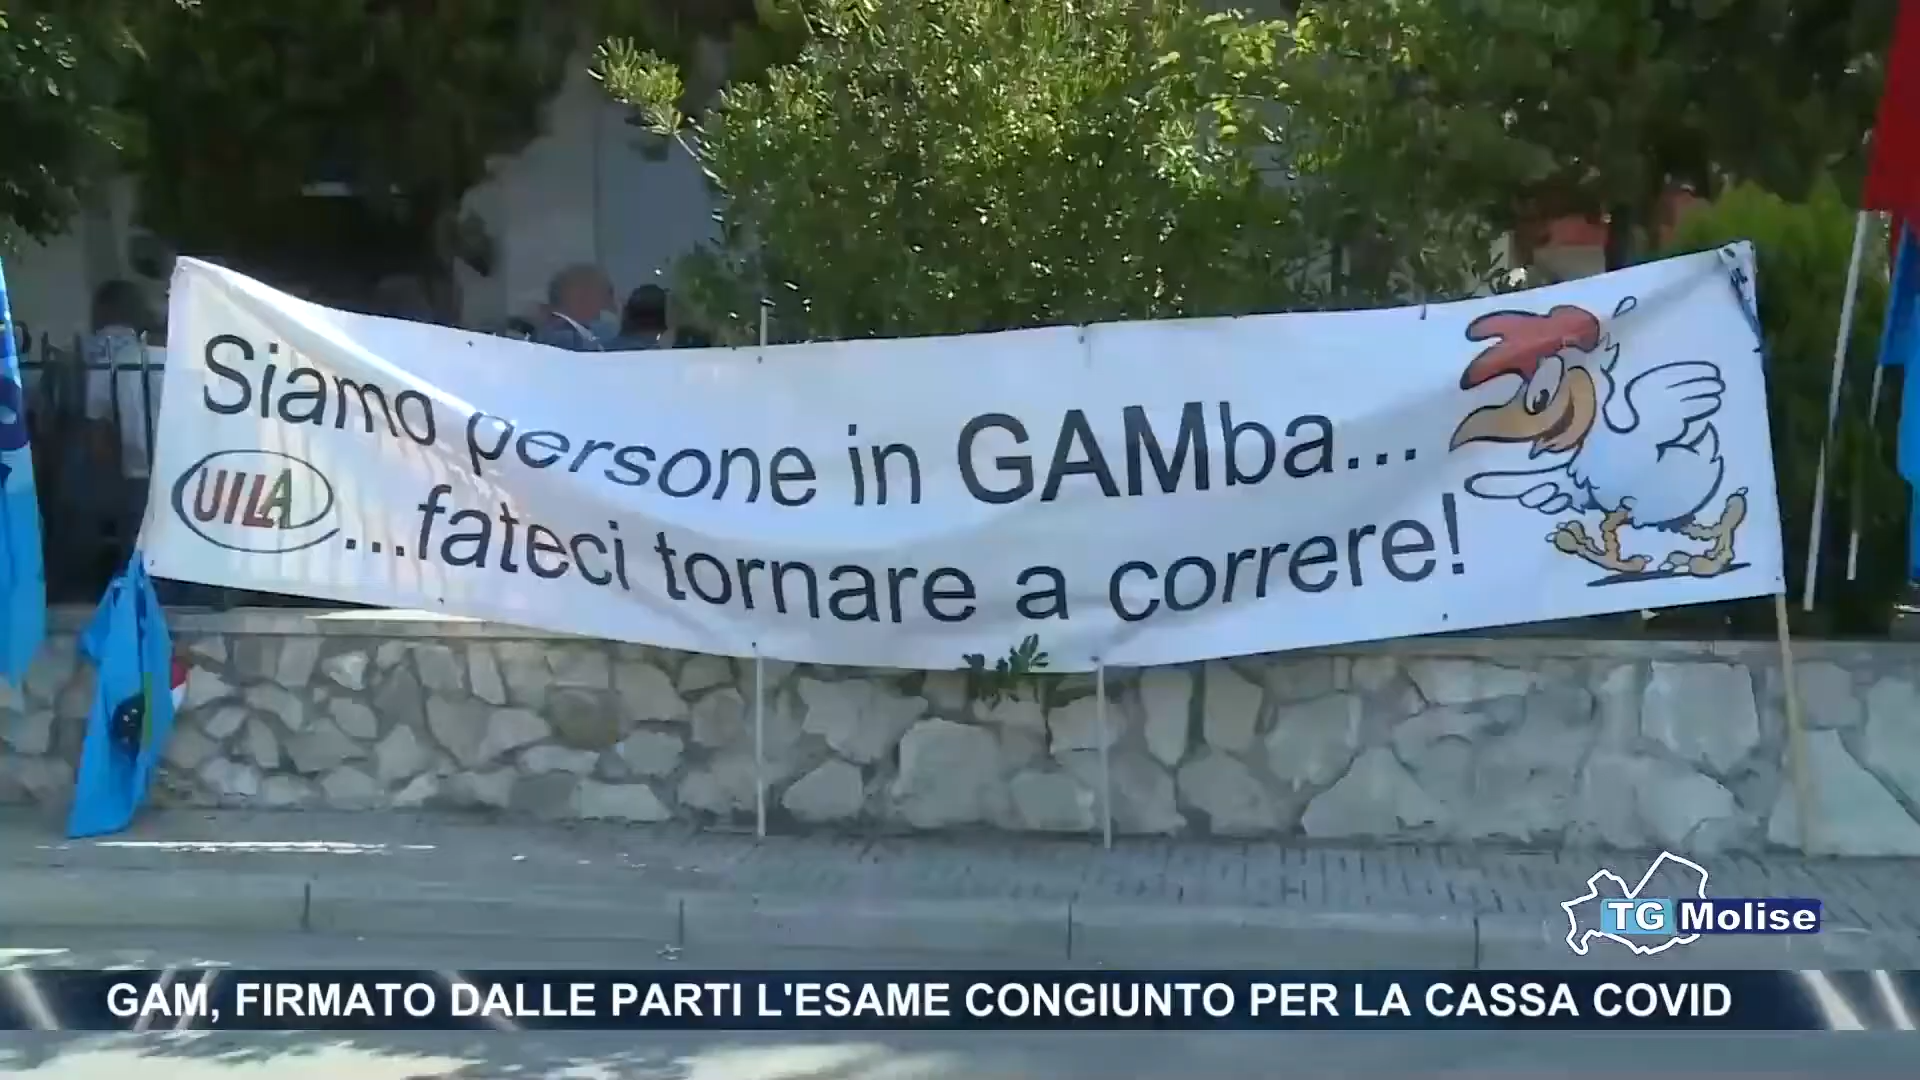 Siamo persone in GAMba...
UILA
...fateci tornare a correre!
TG Molise
GAM, FIRMATO DALLE PARTI L'ESAME CONGIUNTO PER LA CASSA COVID